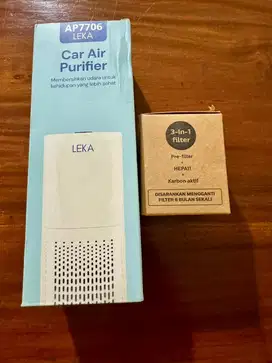 AP7706
LEKA
Car Air
Purifier
Membersihkan udara untuk
kehidupan yang lebih sehat
LEKA
3-in-1
filter
Pre-filter
+
HEPA11
+
Karbon aktif
DISARANKAN MENGGANTI
FILTER 6 BULAN SEKALI